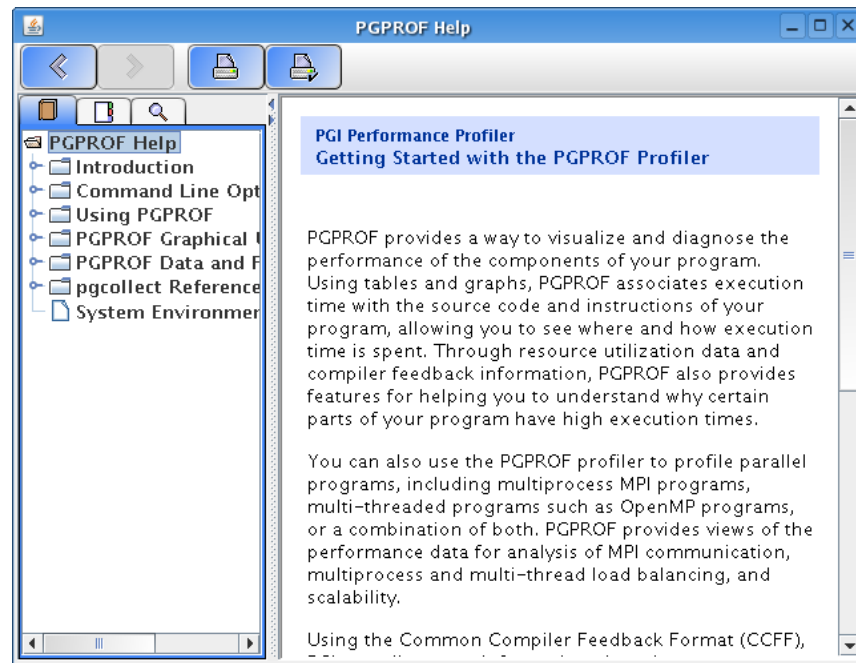 PGPROF Help
PGPROF Help
Introduction
Command Line Opt
Using PGPROF
PGPROF Graphical
PGPROF Data and F
pgcollect Reference
System Environmer
PGI Performance Profiler
Getting Started with the PGPROF Profiler
PGPROF provides a way to visualize and diagnose the
performance of the components of your program.
Using tables and graphs, PGPROF associates execution
time with the source code and instructions of your
program, allowing you to see where and how execution
time is spent. Through resource utilization data and
compiler feedback information, PGPROF also provides
features for helping you to understand why certain
parts of your program have high execution times.
You can also use the PGPROF profiler to profile parallel
programs, including multiprocess MPI programs,
multi-threaded programs such as OpenMP programs,
or a combination of both. PGPROF provides views of the
performance data for analysis of MPI communication,
multiprocess and multi-thread load balancing, and
scalability.
Using the Common Compiler Feedback Format (CCFF),